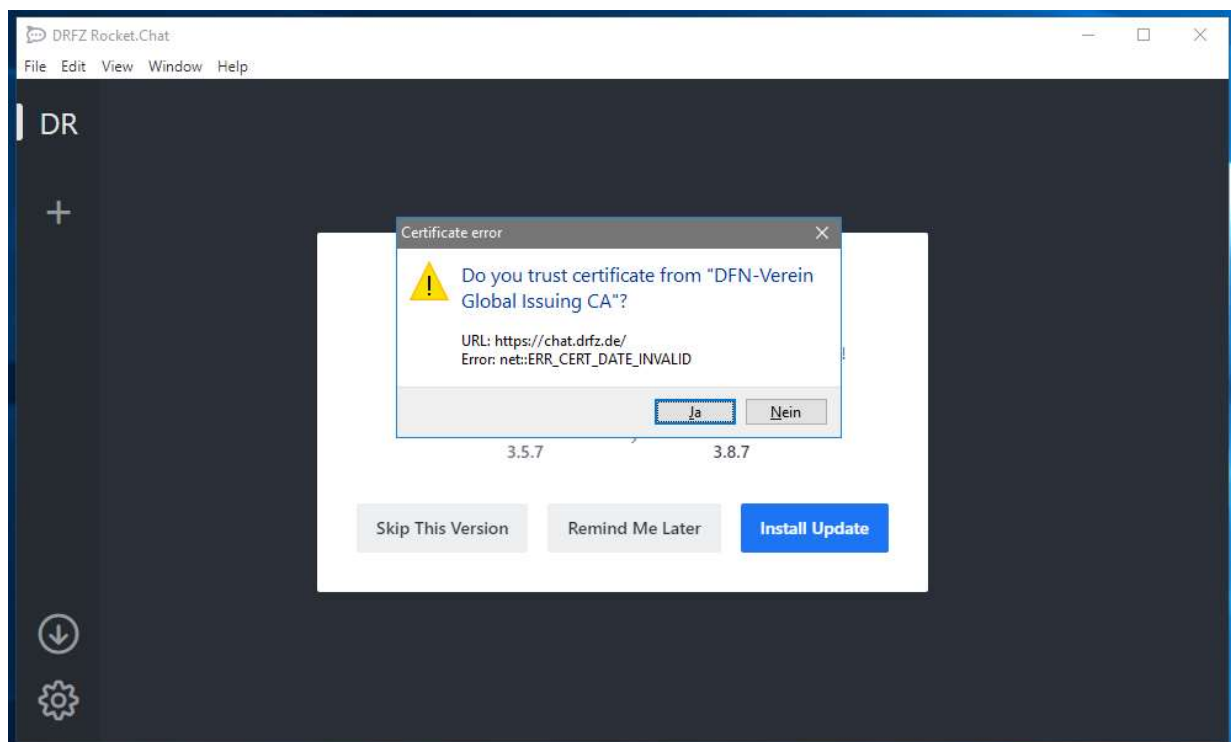 DRFZ Rocket.Chat
File Edit View Window Help
DR
Certificate error
Do you trust certificate from "DFN-Verein
Global Issuing CA"?
URL: https://chat.drfz.de/
Error: net::ERR_CERT_DATE_INVALID
Ja Nein
3.5.7 3.8.7
Skip This Version Remind Me Later Install Update